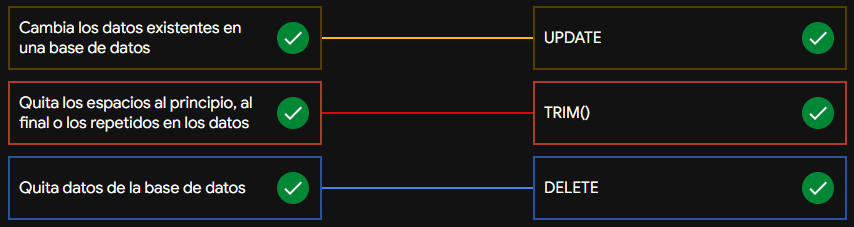 Cambia los datos existentes en
una base de datos
UPDATE
Quita los espacios al principio, al
final o los repetidos en los datos
TRIM()
Quita datos de la base de datos
DELETE